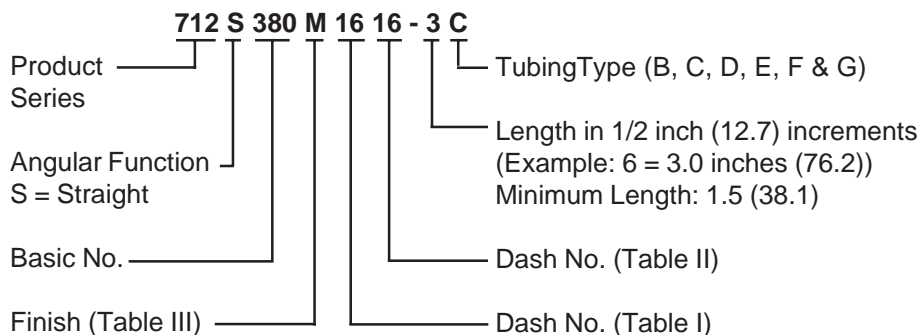 712 S 380 M 16 16 - 3 C
Product
Series
Angular Function
S = Straight
Basic No.
Finish (Table III)
TubingType (B, C, D, E, F & G)
Length in 1/2 inch (12.7) increments
(Example: 6 = 3.0 inches (76.2))
Minimum Length: 1.5 (38.1)
Dash No. (Table II)
Dash No. (Table I)